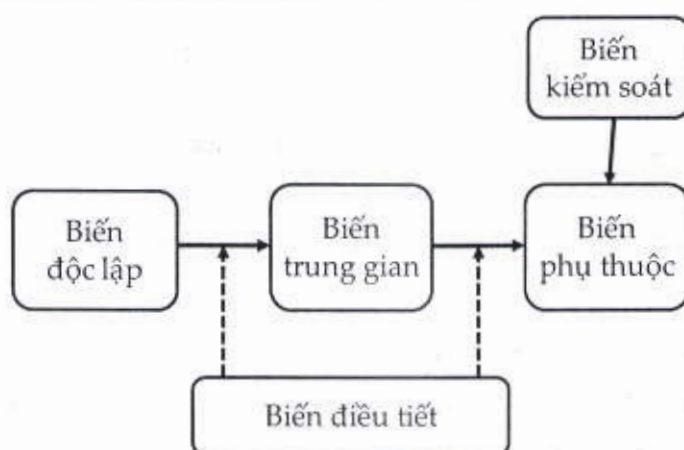 Biến
kiểm soát
Biến
độc lập
Biến
trung gian
Biến
phụ thuộc
Biến điều tiết